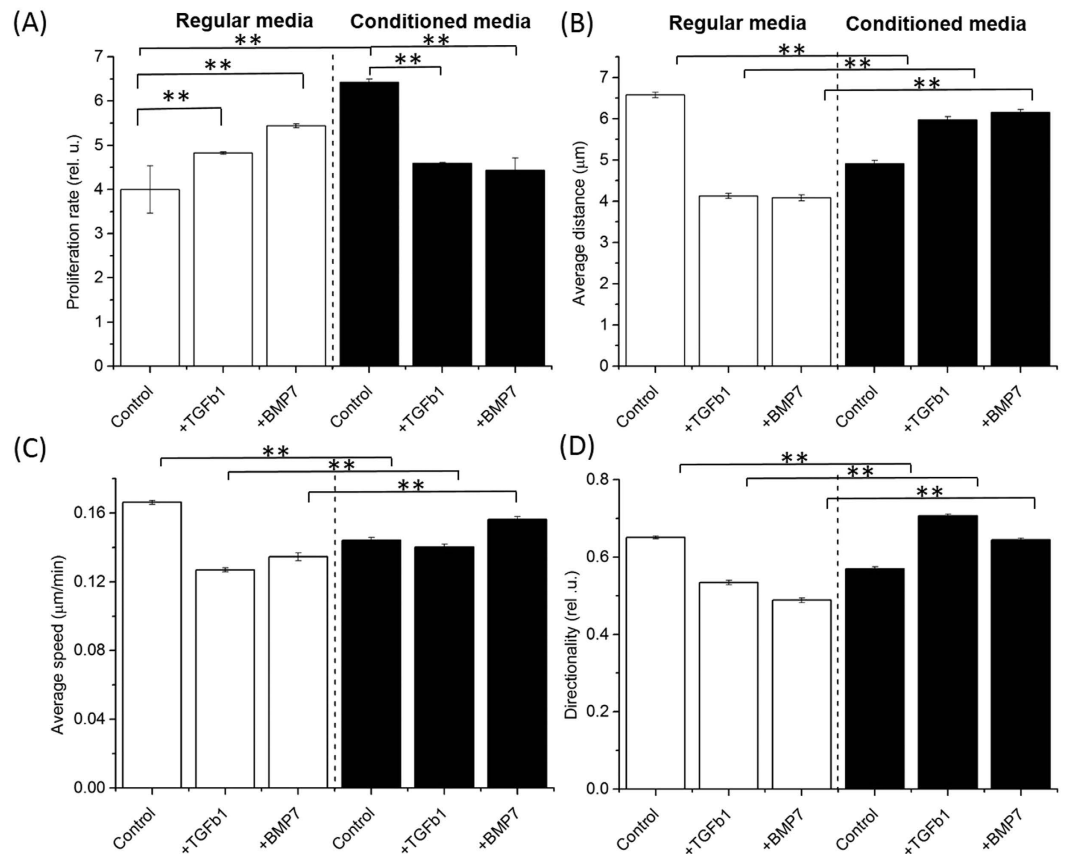 (A)
Regular media
Conditioned media
**
**
**
**
**
Proliferation rate (rel. u.)
7
6
5
4
3
2
1
0
Control
+TGFb1
+BMP7
Control
+TGFb1
+BMP7
(B)
Regular media
Conditioned media
**
**
**
Average distance (μm)
7
6
5
4
3
2
1
0
Control
+TGFb1
+BMP7
Control
+TGFb1
+BMP7
(C)
**
**
**
Average speed (μm/min)
0.16
0.12
0.08
0.04
0.00
Control
+TGFb1
+BMP7
Control
+TGFb1
+BMP7
(D)
**
**
**
Directionality (rel .u.)
0.8
0.6
0.4
0.2
0.0
Control
+TGFb1
+BMP7
Control
+TGFb1
+BMP7